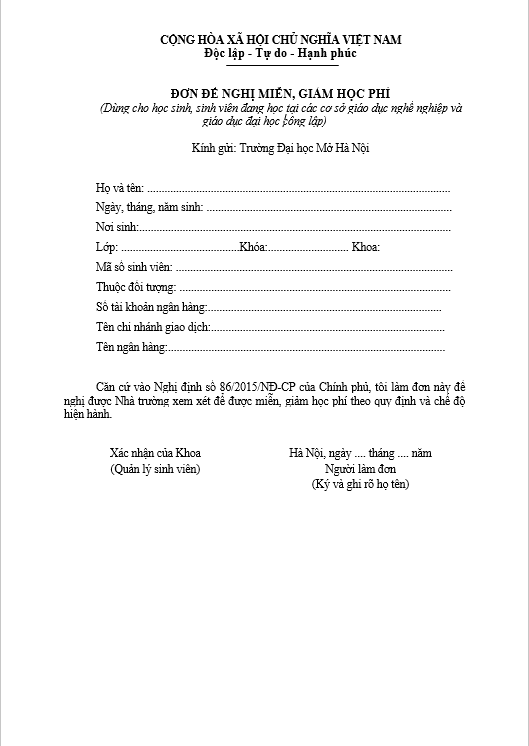 CỘNG HÒA XÃ HỘI CHỦ NGHĨA VIỆT NAM
Độc lập - Tự do - Hạnh phúc
ĐƠN ĐỀ NGHỊ MIỄN, GIẢM HỌC PHÍ
(Dùng cho học sinh, sinh viên đang học tại các cơ sở giáo dục nghề nghiệp và
giáo dục đại học công lập)
Kính gửi: Trường Đại học Mở Hà Nội
Họ và tên: ......................................................................................................
Ngày, tháng, năm sinh: ...................................................................................
Nơi sinh:.........................................................................................................
Lớp: ........................................Khóa:........................... Khoa:
Mã số sinh viên: ..............................................................................................
Thuộc đối tượng: ............................................................................................
Số tài khoản ngân hàng:...............................................................................
Tên chi nhánh giao dịch:...............................................................................
Tên ngân hàng:..............................................................................................
Căn cứ vào Nghị định số 86/2015/NĐ-CP của Chính phủ, tôi làm đơn này đề
nghị được Nhà trường xem xét để được miễn, giảm học phí theo quy định và chế độ
hiện hành.
Xác nhận của Khoa
(Quản lý sinh viên)
Hà Nội, ngày .... tháng .... năm
Người làm đơn
(Ký và ghi rõ họ tên)